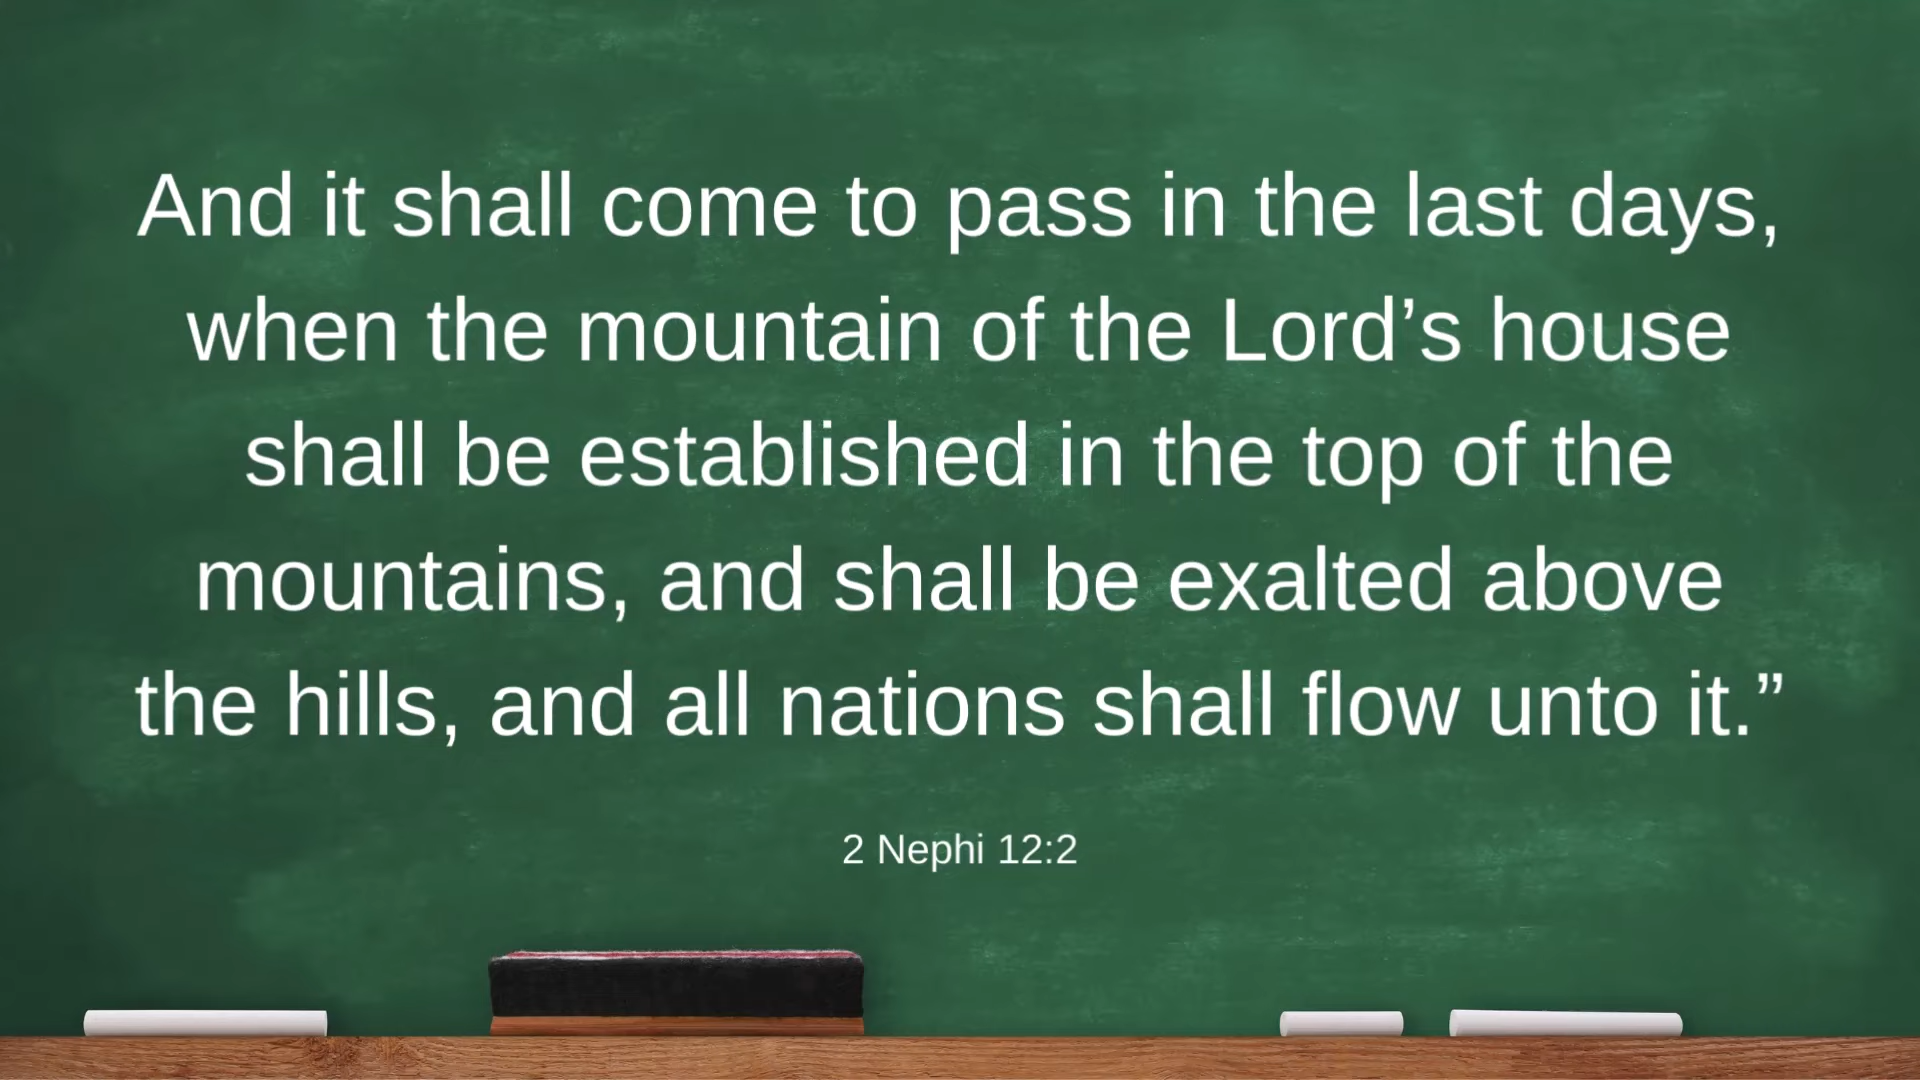 And it shall come to pass in the last days,
when the mountain of the Lord’s house
shall be established in the top of the
mountains, and shall be exalted above
the hills, and all nations shall flow unto it.”
2 Nephi 12:2